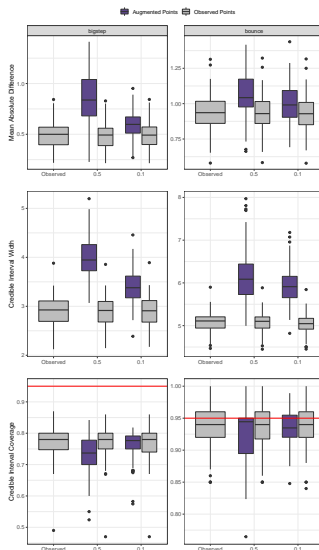 Augmented Points Observed Points
bigstep bounce
Mean Absolute Difference
0.5
1.25
1.00
0.75
Observed 0.5 0.1 Observed 0.5 0.1
Credible Interval Width
5
4
3
2
8
7
6
5
Observed 0.5 0.1 Observed 0.5 0.1
Credible Interval Coverage
0.9
0.8
0.7
0.6
0.5
1.00
0.95
0.90
0.85
0.80
Observed 0.5 0.1 Observed 0.5 0.1